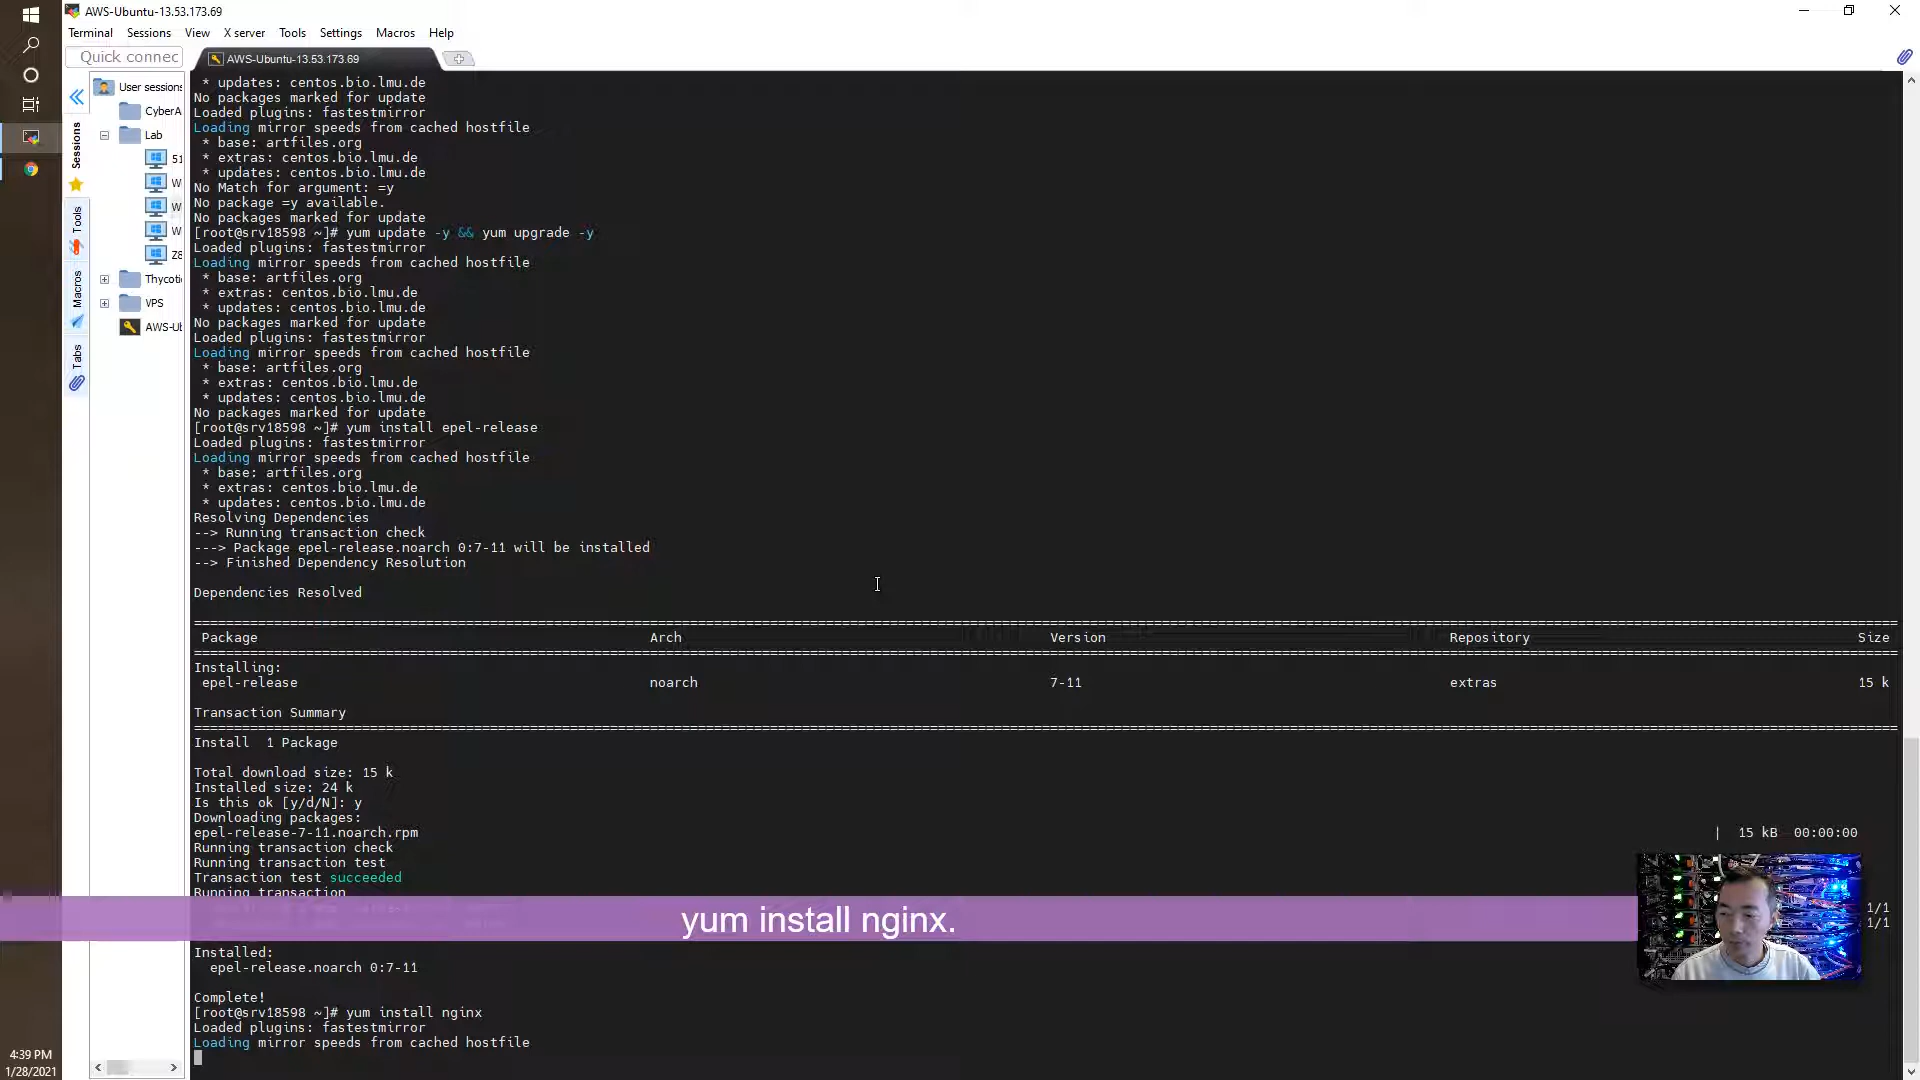 AWS-Ubuntu-13.53.173.69
Terminal Sessions View X server Tools Settings Macros Help
Quick connec
AWS-Ubuntu-13.53.173.69
User sessions
CyberA
Lab
51
W
W
W
Z8
Thycoti
VPS
AWS-Ub
Sessions
Tools
Macros
Tabs
* updates: centos.bio.lmu.de
No packages marked for update
Loaded plugins: fastestmirror
Loading mirror speeds from cached hostfile
* base: artfiles.org
* extras: centos.bio.lmu.de
* updates: centos.bio.lmu.de
No Match for argument: =y
No package =y available.
No packages marked for update
[root@srv18598 ~]# yum update -y && yum upgrade -y
Loaded plugins: fastestmirror
Loading mirror speeds from cached hostfile
* base: artfiles.org
* extras: centos.bio.lmu.de
* updates: centos.bio.lmu.de
No packages marked for update
Loaded plugins: fastestmirror
Loading mirror speeds from cached hostfile
* base: artfiles.org
* extras: centos.bio.lmu.de
* updates: centos.bio.lmu.de
No packages marked for update
[root@srv18598 ~]# yum install epel-release
Loaded plugins: fastestmirror
Loading mirror speeds from cached hostfile
* base: artfiles.org
* extras: centos.bio.lmu.de
* updates: centos.bio.lmu.de
Resolving Dependencies
--> Running transaction check
---> Package epel-release.noarch 0:7-11 will be installed
--> Finished Dependency Resolution
Dependencies Resolved
Package Arch Version Repository Size
Installing:
epel-release noarch 7-11 extras 15 k
Transaction Summary
Install 1 Package
Total download size: 15 k
Installed size: 24 k
Is this ok [y/d/N]: y
Downloading packages:
epel-release-7-11.noarch.rpm | 15 kB 00:00:00
Running transaction check
Running transaction test
Transaction test succeeded
Running transaction
1/1
yum install nginx.
1/1
Installed:
epel-release.noarch 0:7-11
Complete!
[root@srv18598 ~]# yum install nginx
Loaded plugins: fastestmirror
Loading mirror speeds from cached hostfile
4:39 PM
1/28/2021